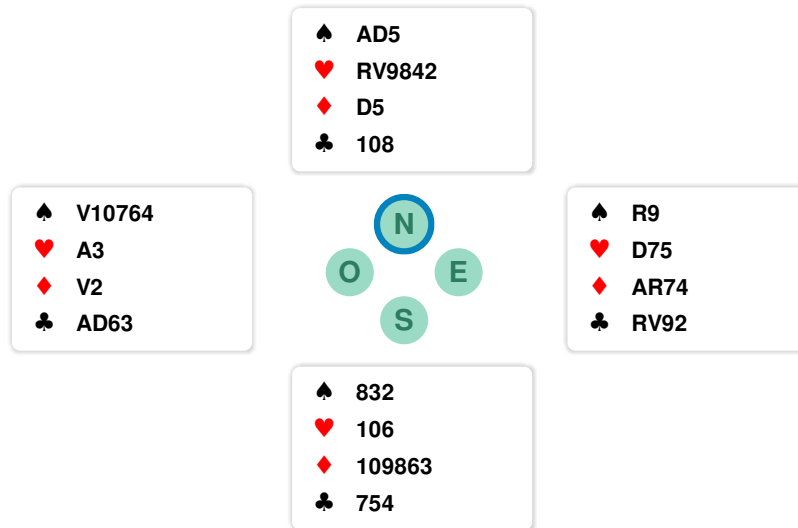 ♠ AD5
♥ RV9842
♦ D5
♣ 108
♠ V10764
♥ A3
♦ V2
♣ AD63
N
O E
S
♠ R9
♥ D75
♦ AR74
♣ RV92
♠ 832
♥ 106
♦ 109863
♣ 754